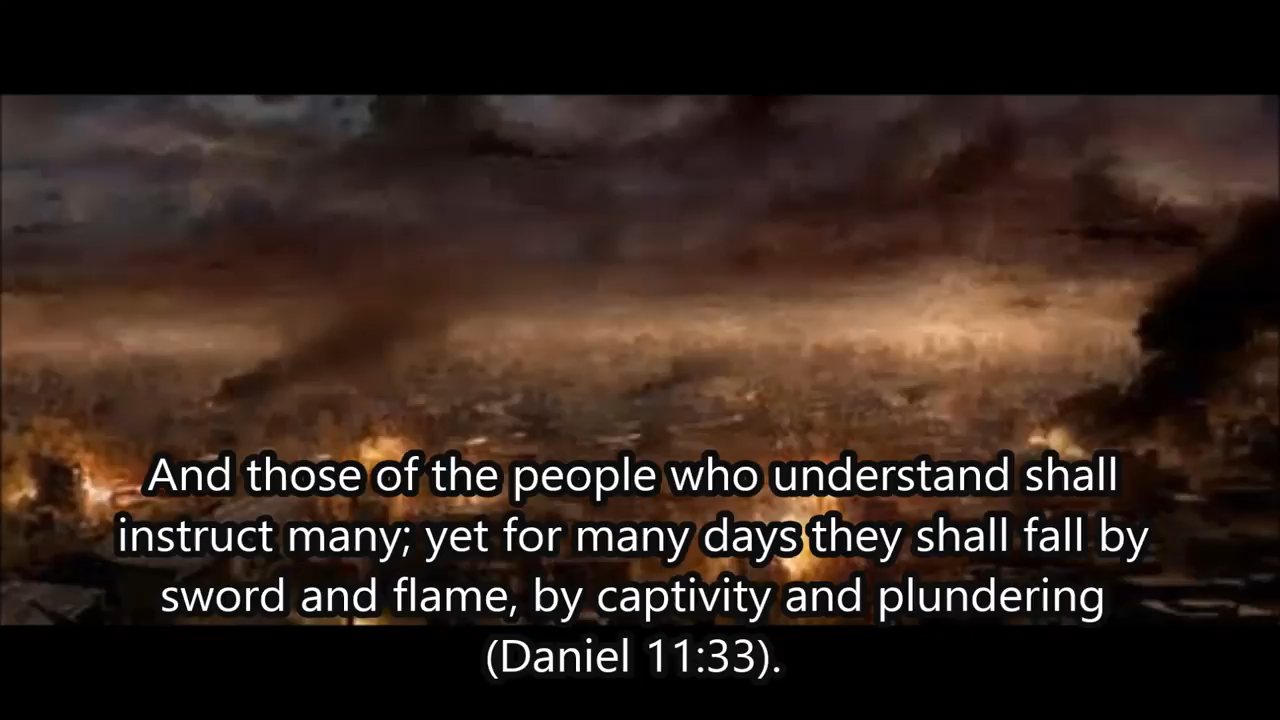 And those of the people who understand shall
instruct many; yet for many days they shall fall by
sword and flame, by captivity and plundering
(Daniel 11:33).